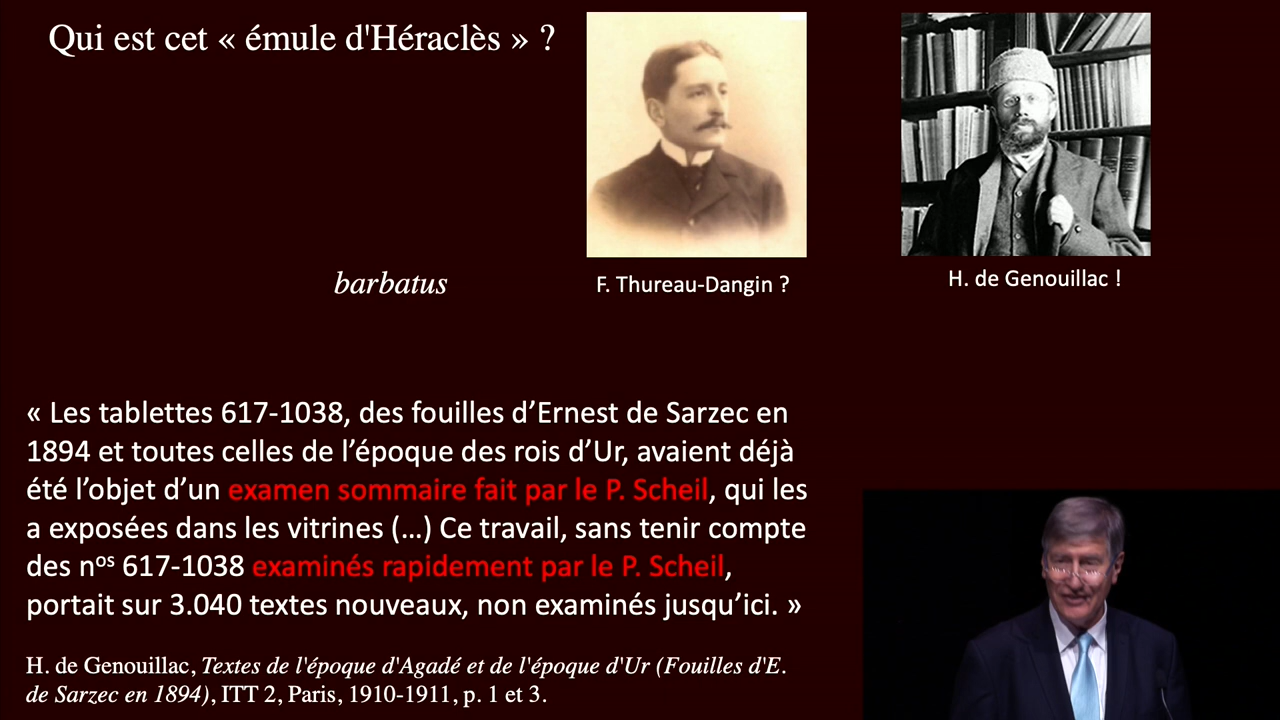 Qui est cet « émule d'Héraclès » ?
barbatus
F. Thureau-Dangin ?
H. de Genouillac !
« Les tablettes 617-1038, des fouilles d’Ernest de Sarzec en
1894 et toutes celles de l’époque des rois d’Ur, avaient déjà
été l’objet d’un examen sommaire fait par le P. Scheil, qui les
a exposées dans les vitrines (…) Ce travail, sans tenir compte
des nᵒˢ 617-1038 examinés rapidement par le P. Scheil,
portait sur 3.040 textes nouveaux, non examinés jusqu’ici. »
H. de Genouillac, Textes de l'époque d'Agadé et de l'époque d'Ur (Fouilles d'E.
de Sarzec en 1894), ITT 2, Paris, 1910-1911, p. 1 et 3.